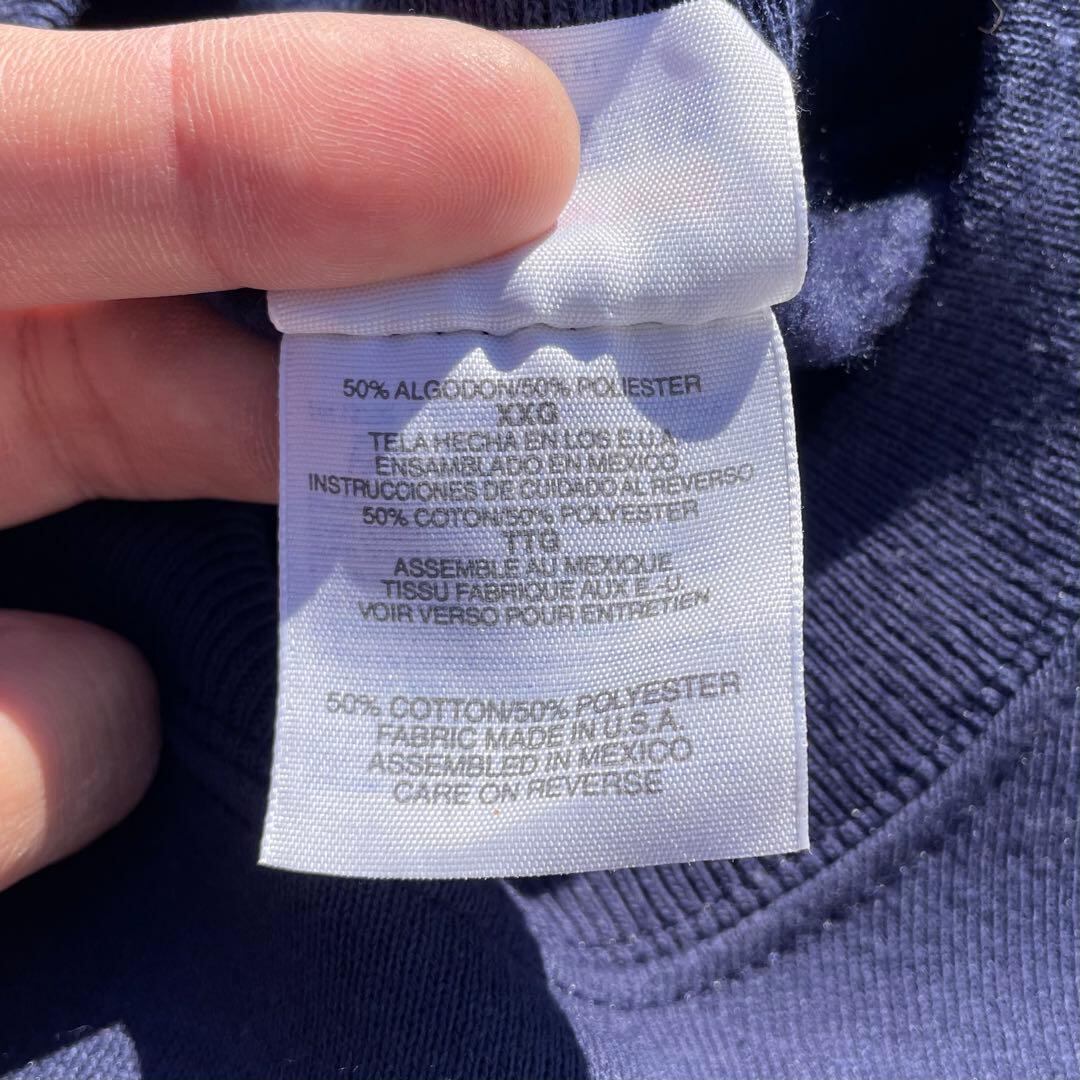 50% ALGODON/50% POLIESTER
XXG
TELA HECHA EN LOS E.U.A.
ENSAMBLADO EN MEXICO
INSTRUCCIONES DE CUIDADO AL REVERSO
50% COTON/50% POLYESTER
TTG
ASSEMBLE AU MEXIQUE
TISSU FABRIQUE AUX E.-U.
VOIR VERSO POUR ENTRETIEN
50% COTTON/50% POLYESTER
FABRIC MADE IN U.S.A.
ASSEMBLED IN MEXICO
CARE ON REVERSE